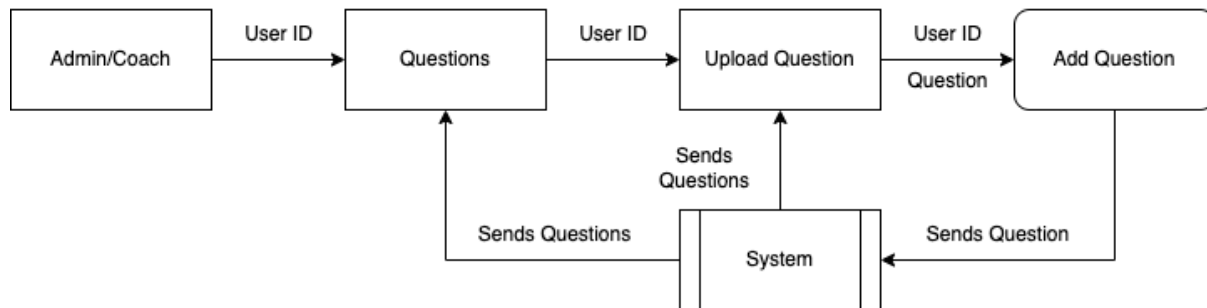 User ID
User ID
User ID
Admin/Coach
Questions
Upload Question
Add Question
Question
Sends
Questions
Sends Questions
Sends Question
System